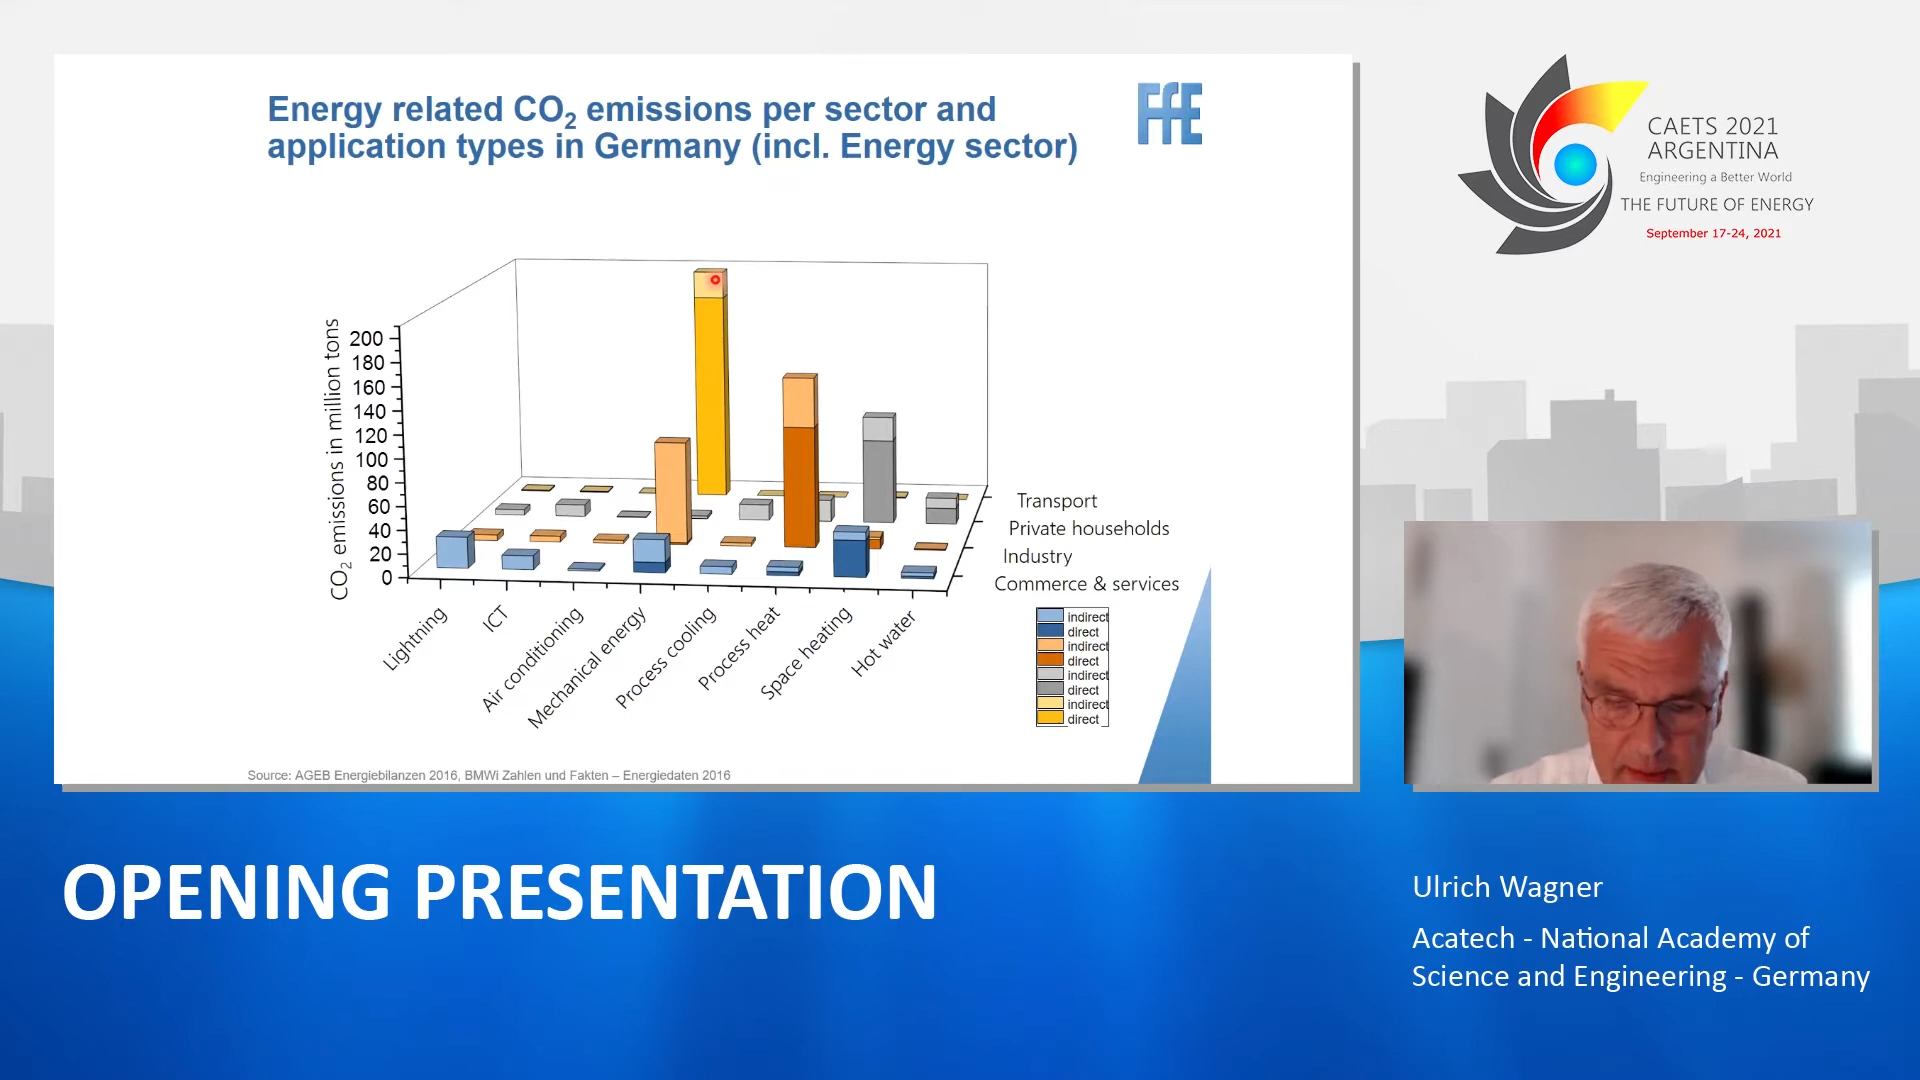 Energy related CO2 emissions per sector and
application types in Germany (incl. Energy sector)
FfE
CAETS 2021
ARGENTINA
Engineering a Better World
THE FUTURE OF ENERGY
September 17-24, 2021
CO2 emissions in million tons
200
180
160
140
120
100
80
60
40
20
0
Transport
Private households
Industry
Commerce & services
Lightning
ICT
Air conditioning
Mechanical energy
Process cooling
Process heat
Space heating
Hot water
indirect
direct
indirect
direct
indirect
direct
indirect
direct
Source: AGEB Energiebilanzen 2016, BMWi Zahlen und Fakten – Energiedaten 2016
OPENING PRESENTATION
Ulrich Wagner
Acatech - National Academy of
Science and Engineering - Germany